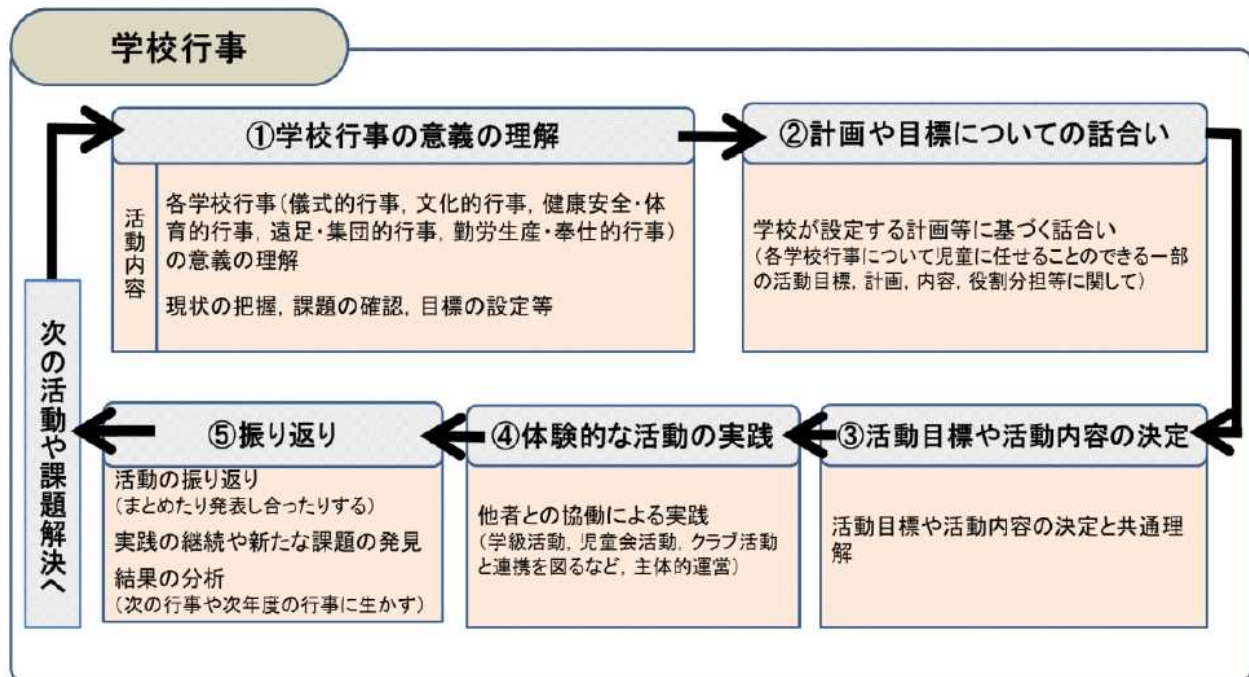 学校行事
①学校行事の意義の理解
活動内容
各学校行事(儀式的行事, 文化的行事, 健康安全・体
育的行事, 遠足・集団的行事, 勤労生産・奉仕的行事)
の意義の理解
現状の把握, 課題の確認, 目標の設定等
②計画や目標についての話合い
学校が設定する計画等に基づく話合い
(各学校行事について児童に任せることのできる一部
の活動目標, 計画, 内容, 役割分担等に関して)
③活動目標や活動内容の決定
活動目標や活動内容の決定と共通理
解
④体験的な活動の実践
他者との協働による実践
(学級活動, 児童会活動, クラブ活動
と連携を図るなど, 主体的運営)
⑤振り返り
活動の振り返り
(まとめたり発表し合ったりする)
実践の継続や新たな課題の発見
結果の分析
(次の行事や次年度の行事に生かす)
次の活動や課題解決へ